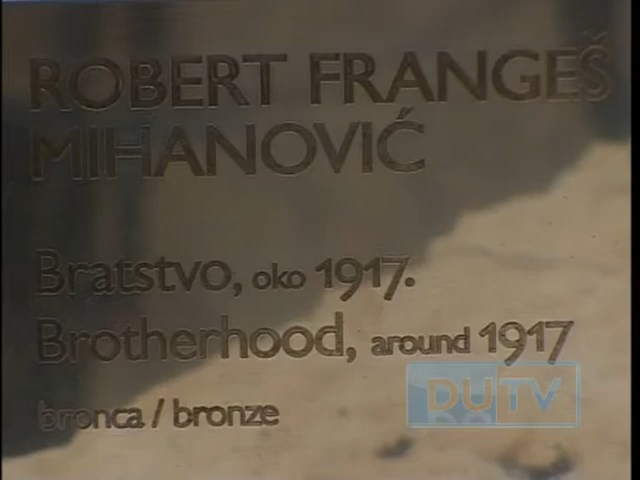 ROBERT FRANGEŠ
MIHANOVIĆ
Bratstvo, oko 1917.
Brotherhood, around 1917
bronca / bronze
DUTV